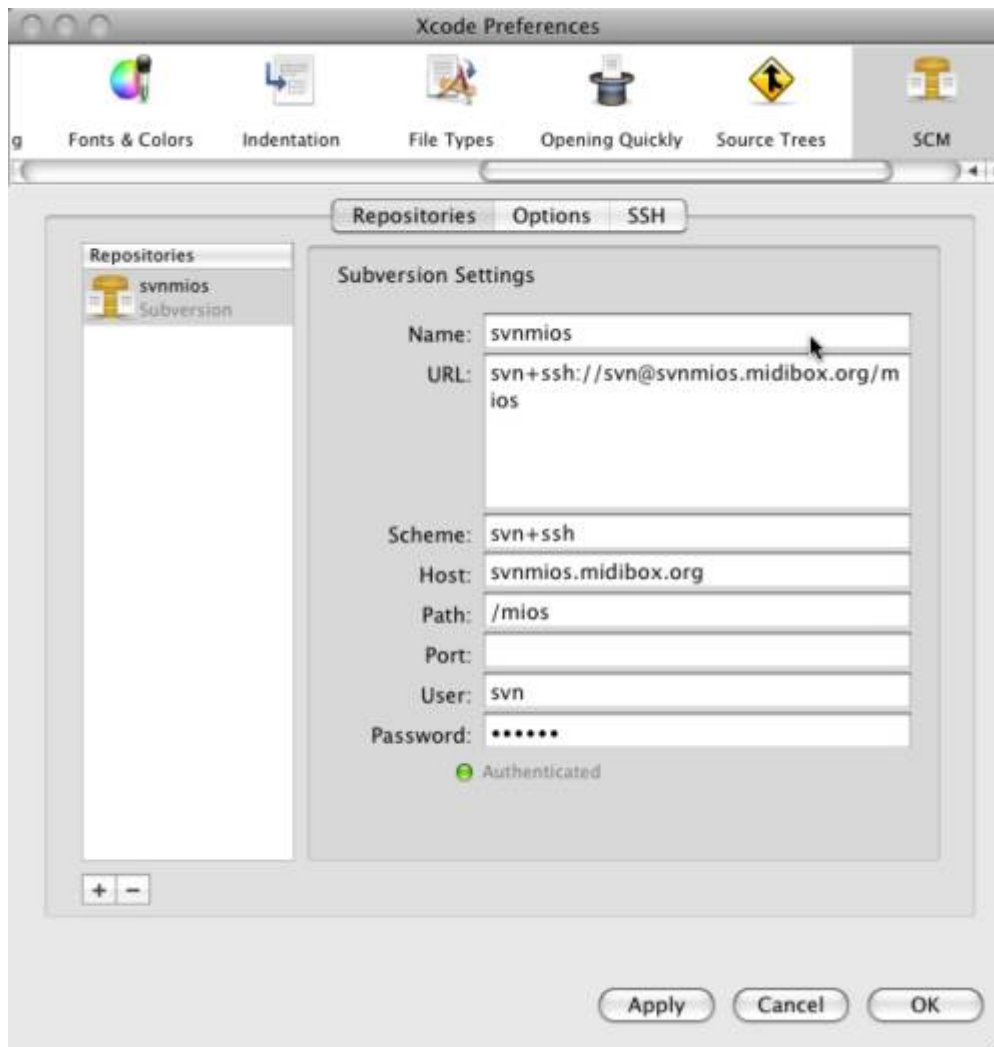 Xcode Preferences
g Fonts & Colors Indentation File Types Opening Quickly Source Trees SCM
Repositories Options SSH
Repositories
svnmios
Subversion
Subversion Settings
Name: svnmios
URL: svn+ssh://svn@svnmios.midibox.org/m
ios
Scheme: svn+ssh
Host: svnmios.midibox.org
Path: /mios
Port:
User: svn
Password: ••••••
Authenticated
+ −
Apply Cancel OK